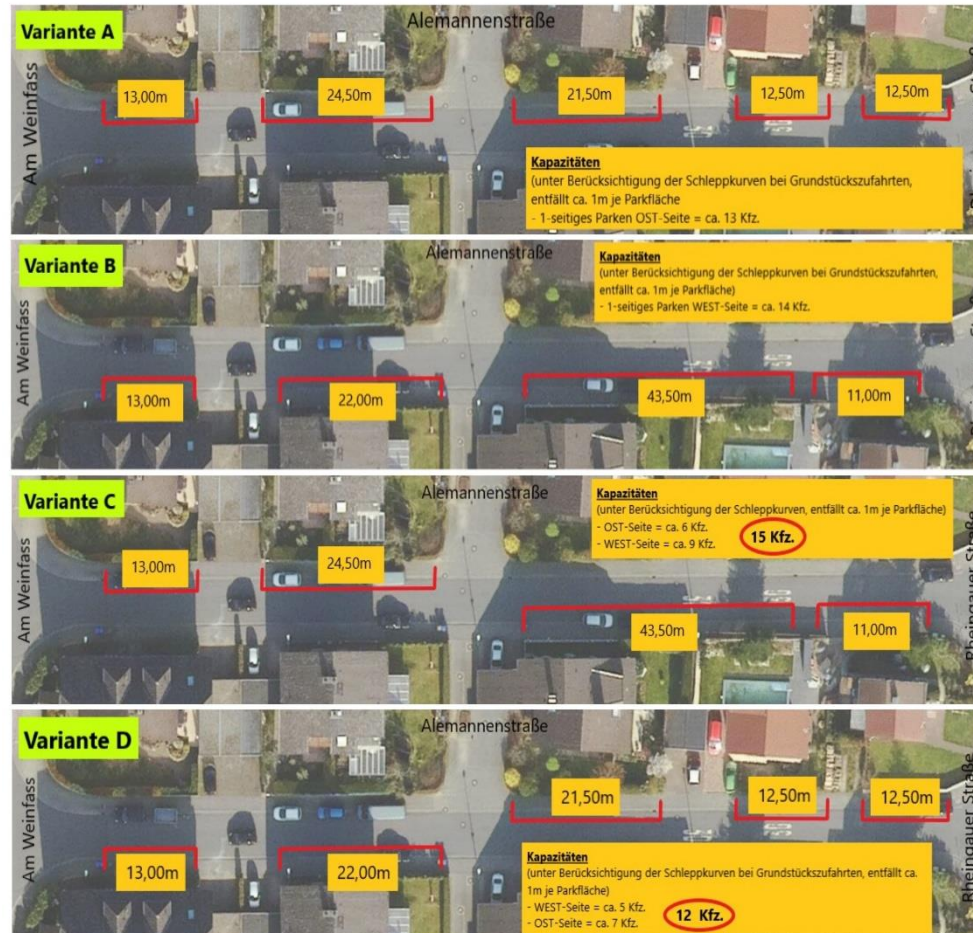 Variante A
Alemannenstraße
Am Weinfass
13,00m
24,50m
21,50m
12,50m
12,50m
Kapazitäten
(unter Berücksichtigung der Schleppkurven bei Grundstückszufahrten,
entfällt ca. 1m je Parkfläche
- 1-seitiges Parken OST-Seite = ca. 13 Kfz.
Variante B
Alemannenstraße
Am Weinfass
Kapazitäten
(unter Berücksichtigung der Schleppkurven bei Grundstückszufahrten,
entfällt ca. 1m je Parkfläche)
- 1-seitiges Parken WEST-Seite = ca. 14 Kfz.
13,00m
22,00m
43,50m
11,00m
Variante C
Alemannenstraße
Am Weinfass
Kapazitäten
(unter Berücksichtigung der Schleppkurven, entfällt ca. 1m je Parkfläche)
- OST-Seite = ca. 6 Kfz.
- WEST-Seite = ca. 9 Kfz.
15 Kfz.
13,00m
24,50m
43,50m
11,00m
Rheingauer Straße
Variante D
Alemannenstraße
Am Weinfass
21,50m
12,50m
12,50m
13,00m
22,00m
Kapazitäten
(unter Berücksichtigung der Schleppkurven bei Grundstückszufahrten, entfällt ca.
1m je Parkfläche)
- WEST-Seite = ca. 5 Kfz.
- OST-Seite = ca. 7 Kfz.
12 Kfz.
Rheingauer Straße